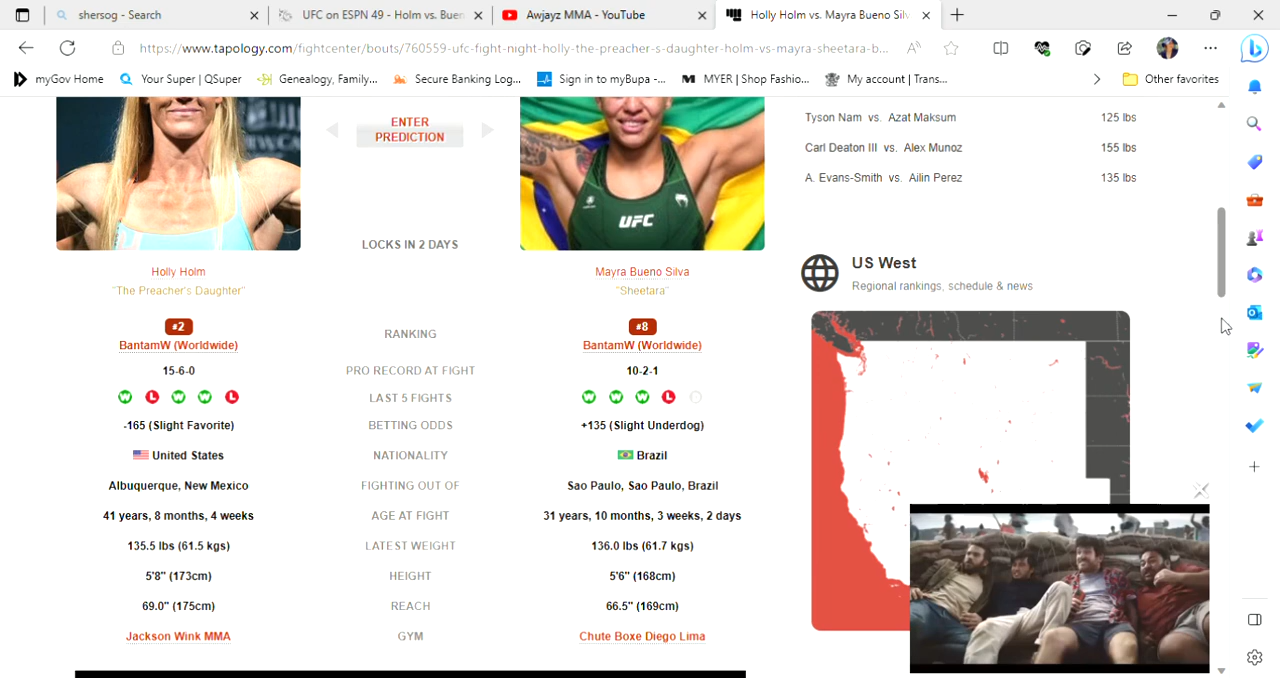 shersog - Search
UFC on ESPN 49 - Holm vs. Buen
Awjayz MMA - YouTube
Holly Holm vs. Mayra Bueno Silv
https://www.tapology.com/fightcenter/bouts/760559-ufc-fight-night-holly-the-preacher-s-daughter-holm-vs-mayra-sheetara-b...
myGov Home
Your Super | QSuper
Genealogy, Family...
Secure Banking Log...
Sign in to myBupa -...
MYER | Shop Fashio...
My account | Trans...
Other favorites
ENTER
PREDICTION
LOCKS IN 2 DAYS
UFC
Holly Holm
"The Preacher's Daughter"
Mayra Bueno Silva
"Sheetara"
#2
BantamW (Worldwide)
RANKING
#8
BantamW (Worldwide)
15-6-0
PRO RECORD AT FIGHT
10-2-1
W L W W L
LAST 5 FIGHTS
W W W L
-165 (Slight Favorite)
BETTING ODDS
+135 (Slight Underdog)
United States
NATIONALITY
Brazil
Albuquerque, New Mexico
FIGHTING OUT OF
Sao Paulo, Sao Paulo, Brazil
41 years, 8 months, 4 weeks
AGE AT FIGHT
31 years, 10 months, 3 weeks, 2 days
135.5 lbs (61.5 kgs)
LATEST WEIGHT
136.0 lbs (61.7 kgs)
5'8" (173cm)
HEIGHT
5'6" (168cm)
69.0" (175cm)
REACH
66.5" (169cm)
Jackson Wink MMA
GYM
Chute Boxe Diego Lima
Tyson Nam vs. Azat Maksum 125 lbs
Carl Deaton III vs. Alex Munoz 155 lbs
A. Evans-Smith vs. Ailin Perez 135 lbs
US West
Regional rankings, schedule & news